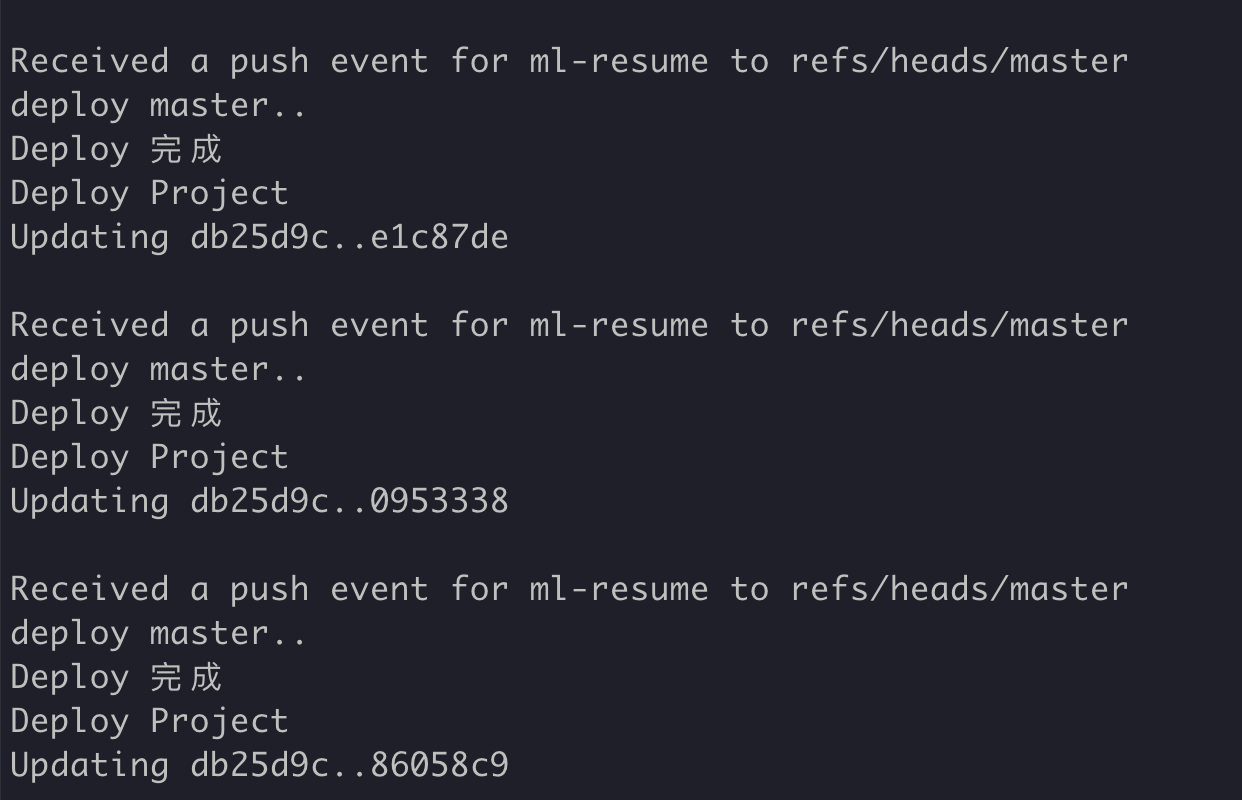 Received a push event for ml-resume to refs/heads/master
deploy master..
Deploy 完成
Deploy Project
Updating db25d9c..e1c87de
Received a push event for ml-resume to refs/heads/master
deploy master..
Deploy 完成
Deploy Project
Updating db25d9c..0953338
Received a push event for ml-resume to refs/heads/master
deploy master..
Deploy 完成
Deploy Project
Updating db25d9c..86058c9